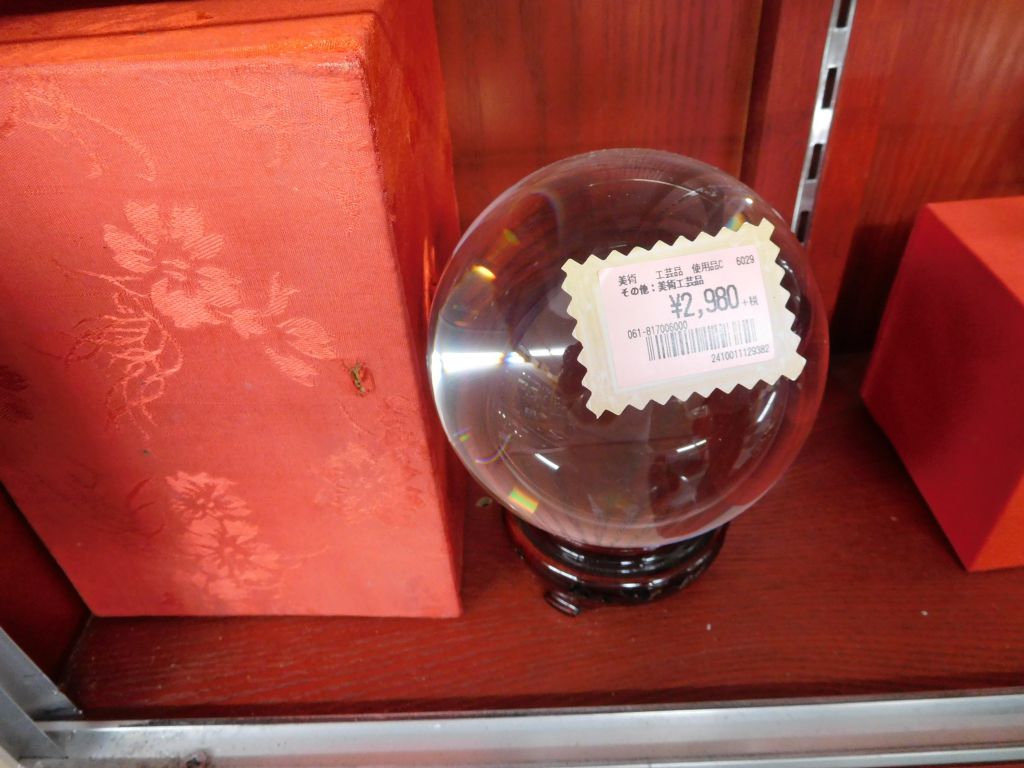 美術 工芸品 使用品C 6029
その他:美術工芸品
¥2,980+税
061-817006000
2410011129382